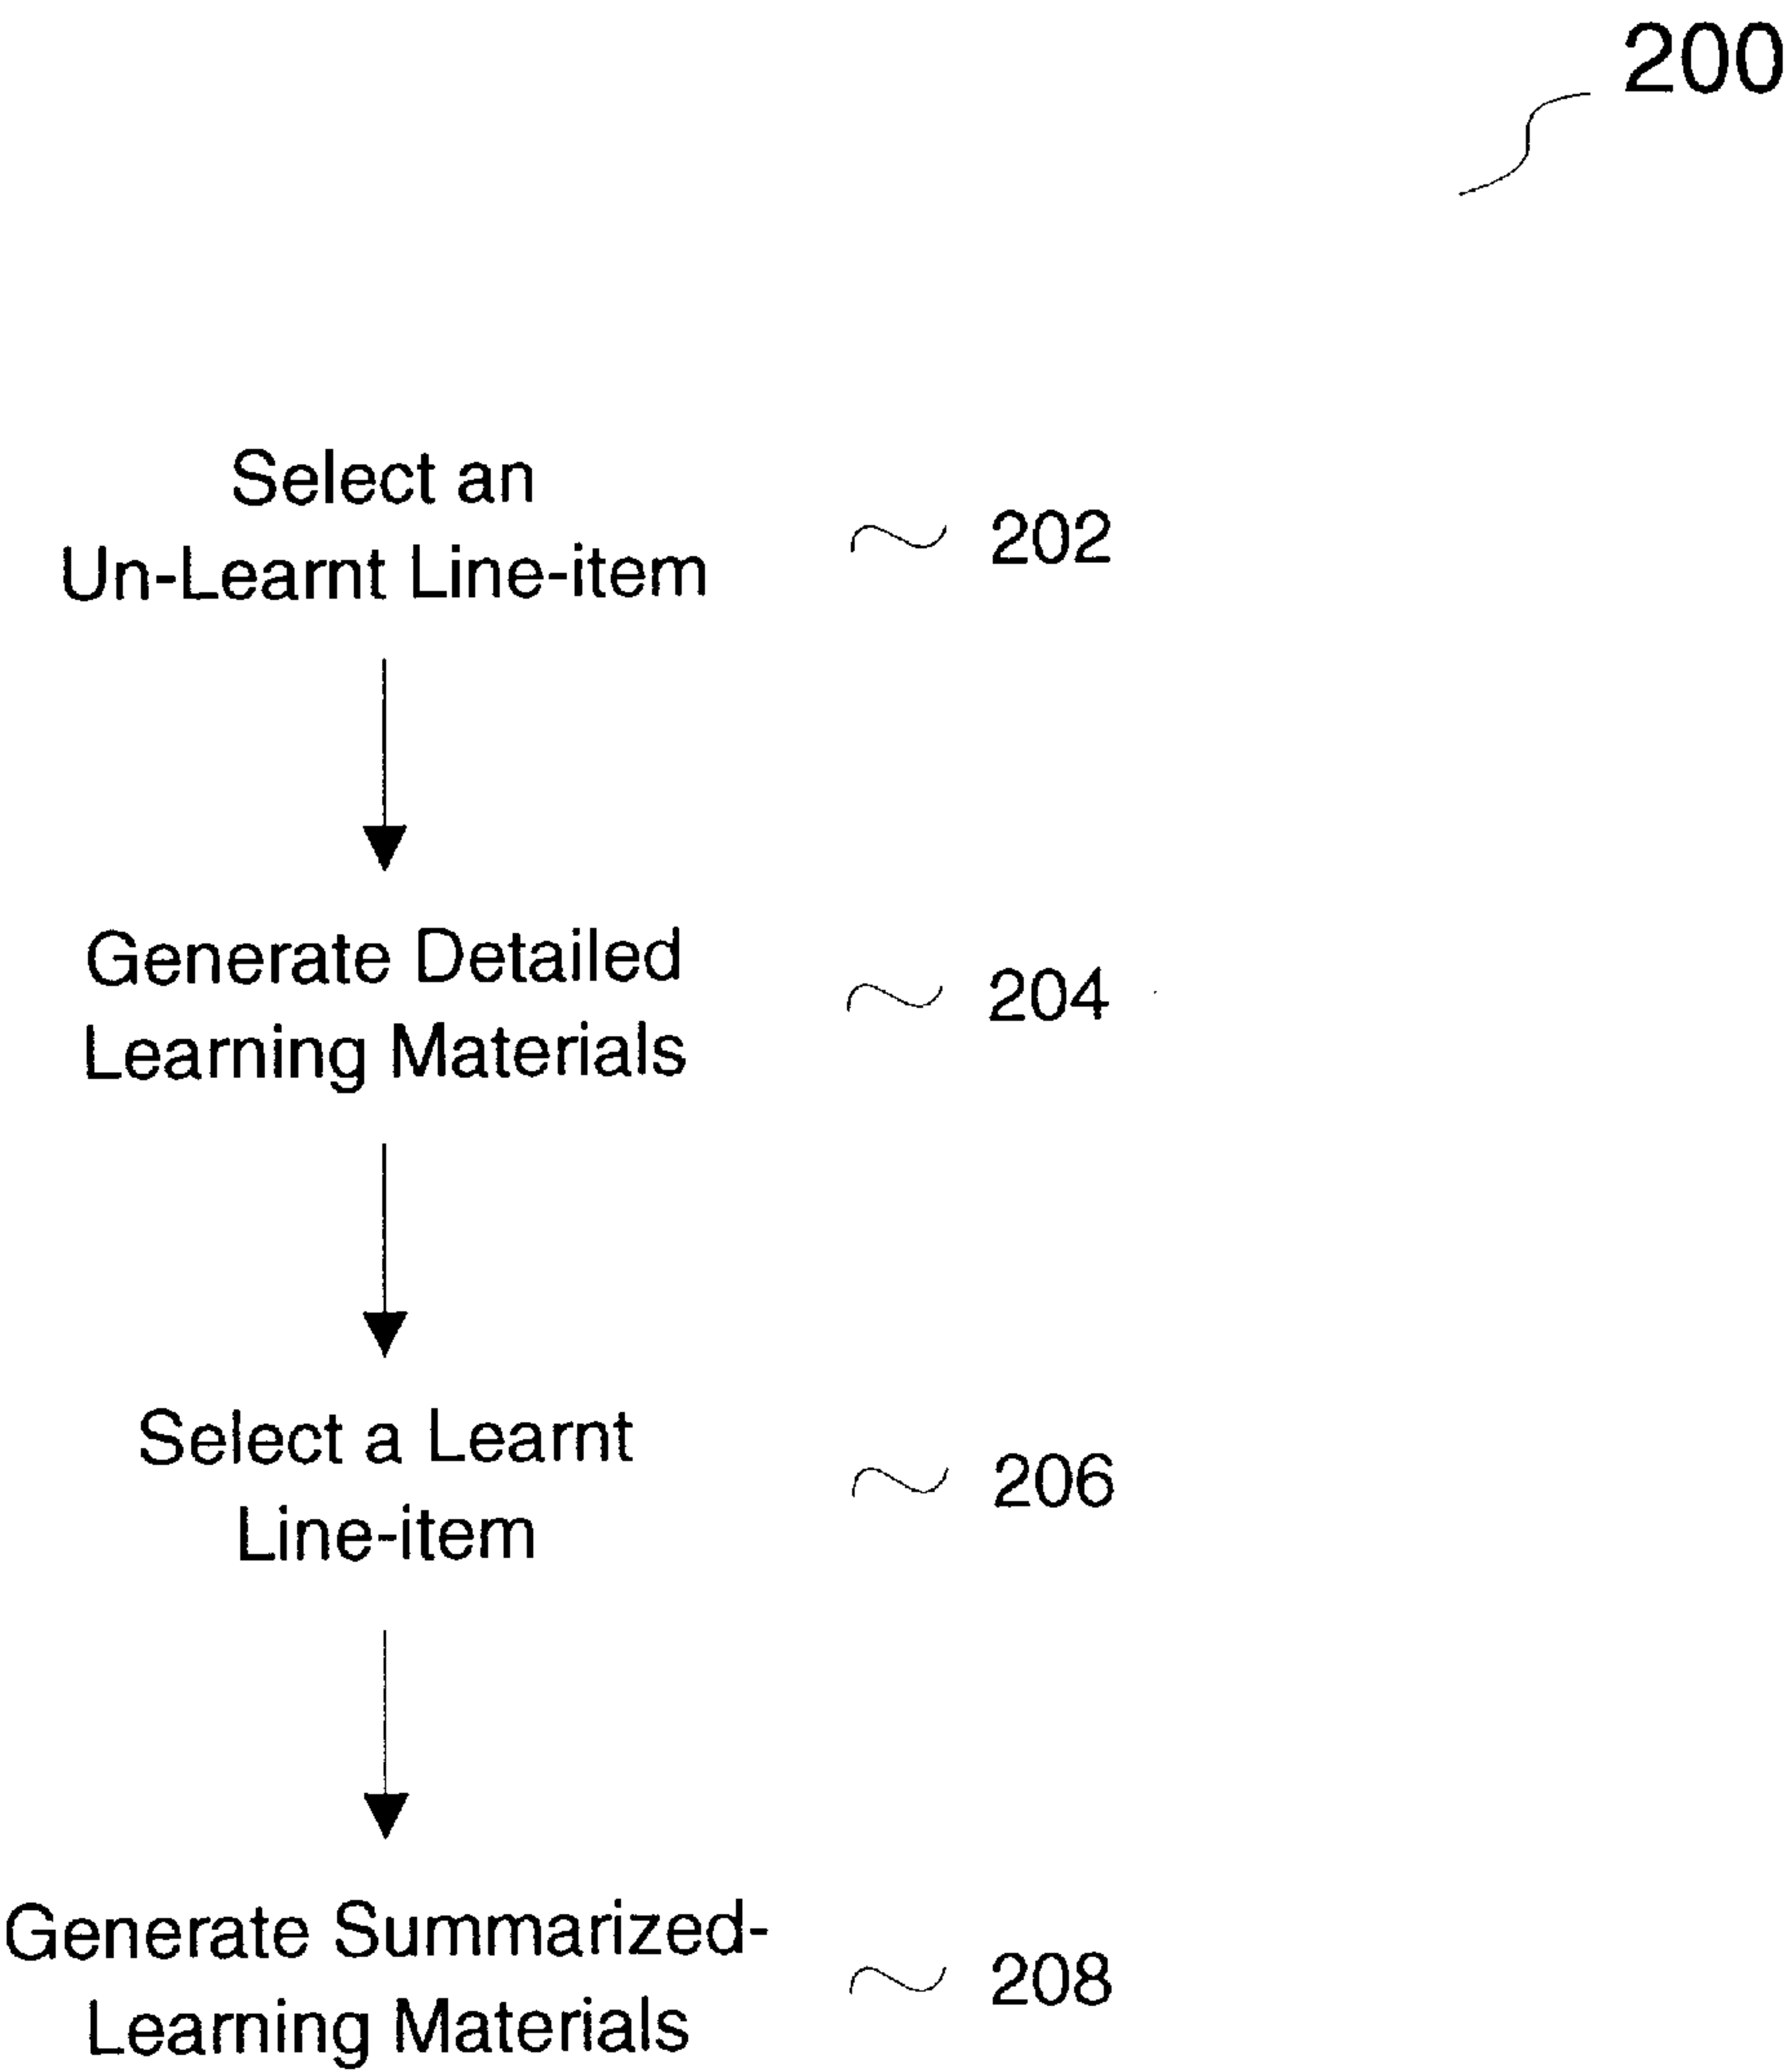 200
Select an
Un-Learnt Line-item
202
Generate Detailed
Learning Materials
204
Select a Learnt
Line-item
206
Generate Summarized-
Learning Materials
208